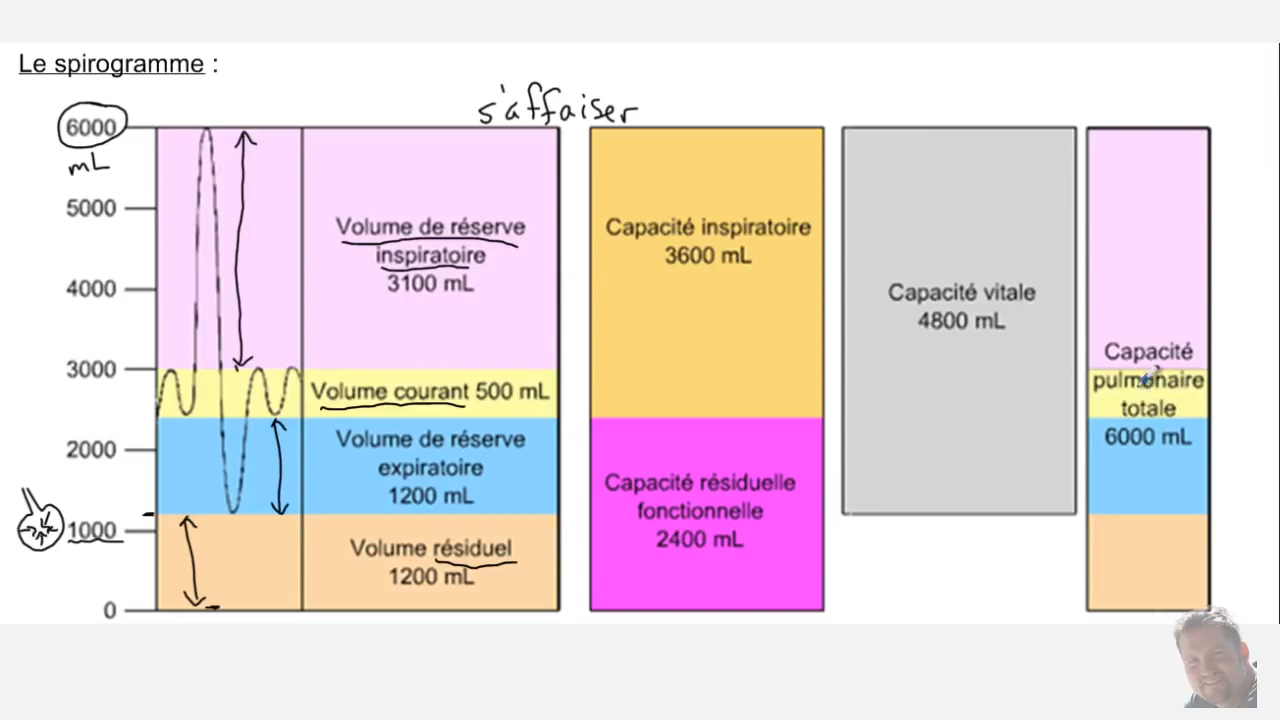 Le spirogramme :
s'affaiser
6000
mL
5000
4000
3000
2000
1000
0
Volume de réserve
inspiratoire
3100 mL
Volume courant 500 mL
Volume de réserve
expiratoire
1200 mL
Volume résiduel
1200 mL
Capacité inspiratoire
3600 mL
Capacité résiduelle
fonctionnelle
2400 mL
Capacité vitale
4800 mL
Capacité
pulmonaire
totale
6000 mL